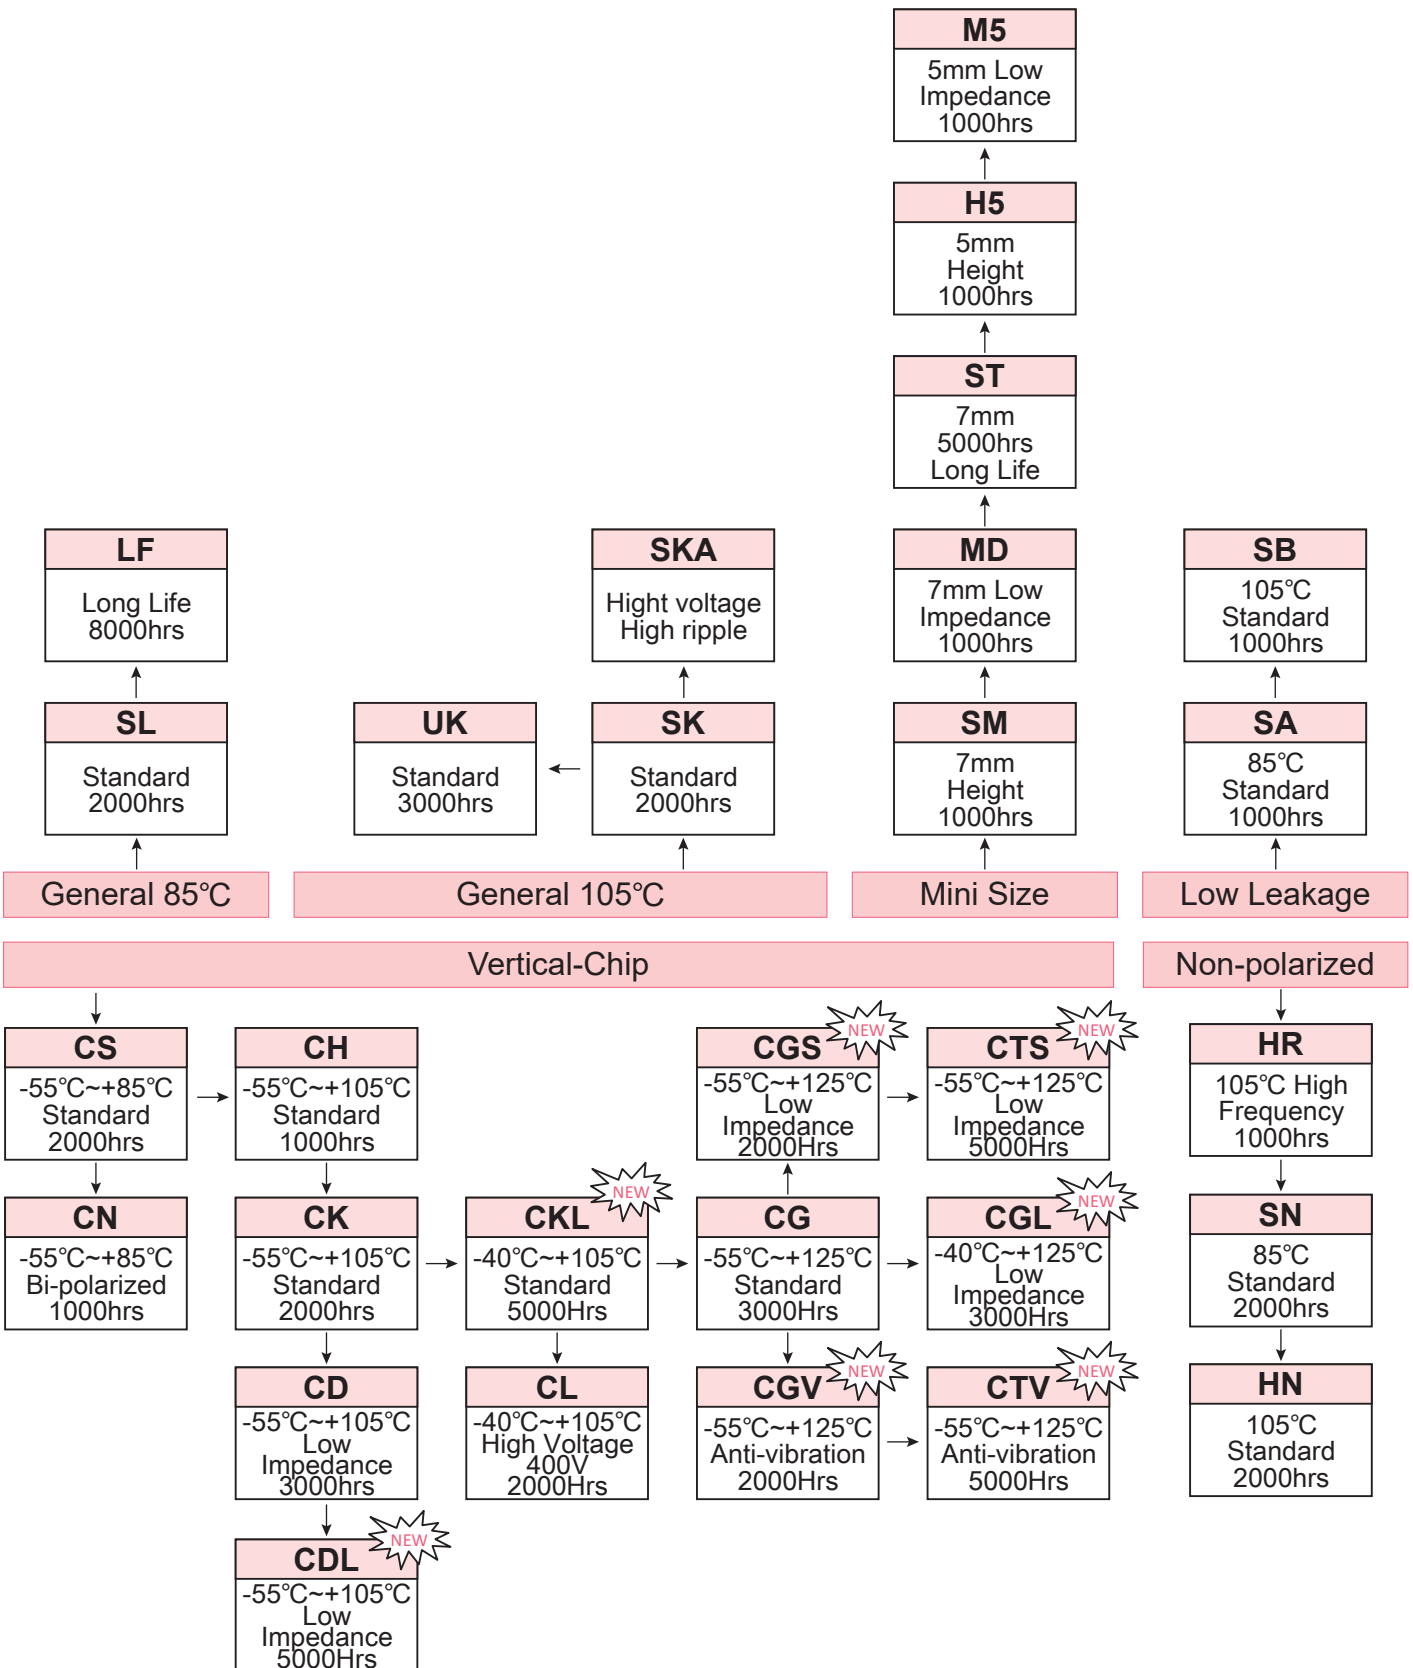 M5
5mm Low
Impedance
1000hrs
H5
5mm
Height
1000hrs
ST
7mm
5000hrs
Long Life
LF
Long Life
8000hrs
SKA
Hight voltage
High ripple
MD
7mm Low
Impedance
1000hrs
SB
105℃
Standard
1000hrs
SL
Standard
2000hrs
UK
Standard
3000hrs
SK
Standard
2000hrs
SM
7mm
Height
1000hrs
SA
85℃
Standard
1000hrs
General 85℃
General 105℃
Mini Size
Low Leakage
Vertical-Chip
Non-polarized
CS
-55℃~+85℃
Standard
2000hrs
CH
-55℃~+105℃
Standard
1000hrs
CGS
NEW
-55℃~+125℃
Low
Impedance
2000Hrs
CTS
NEW
-55℃~+125℃
Low
Impedance
5000Hrs
HR
105℃ High
Frequency
1000hrs
CN
-55℃~+85℃
Bi-polarized
1000hrs
CK
-55℃~+105℃
Standard
2000hrs
CKL
NEW
-40℃~+105℃
Standard
5000Hrs
CG
-55℃~+125℃
Standard
3000Hrs
CGL
NEW
-40℃~+125℃
Low
Impedance
3000Hrs
SN
85℃
Standard
2000hrs
CD
-55℃~+105℃
Low
Impedance
3000hrs
CL
-40℃~+105℃
High Voltage
400V
2000Hrs
CGV
NEW
-55℃~+125℃
Anti-vibration
2000Hrs
CTV
NEW
-55℃~+125℃
Anti-vibration
5000Hrs
HN
105℃
Standard
2000hrs
CDL
NEW
-55℃~+105℃
Low
Impedance
5000Hrs